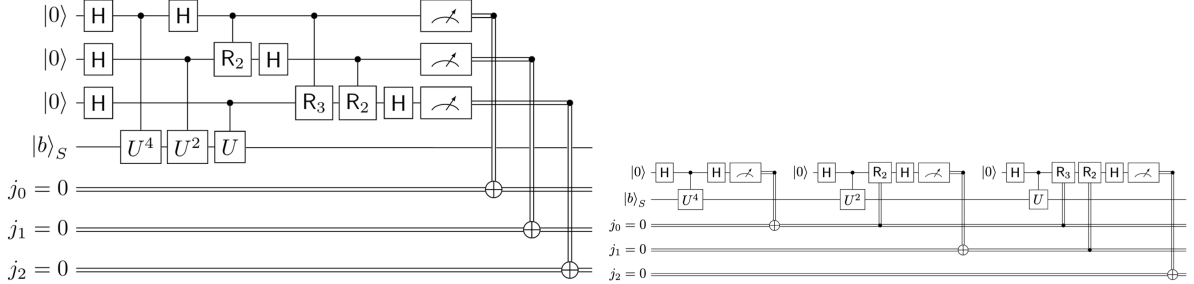 |0⟩ H H
|0⟩ R₂ H
|0⟩ H R₃ R₂ H
|b⟩S U⁴ U² U
j₀ = 0
j₁ = 0
j₂ = 0
|0⟩ H H |0⟩ H R₂ H |0⟩ H R₃ R₂ H
|b⟩S U⁴ U² U
j₀ = 0
j₁ = 0
j₂ = 0